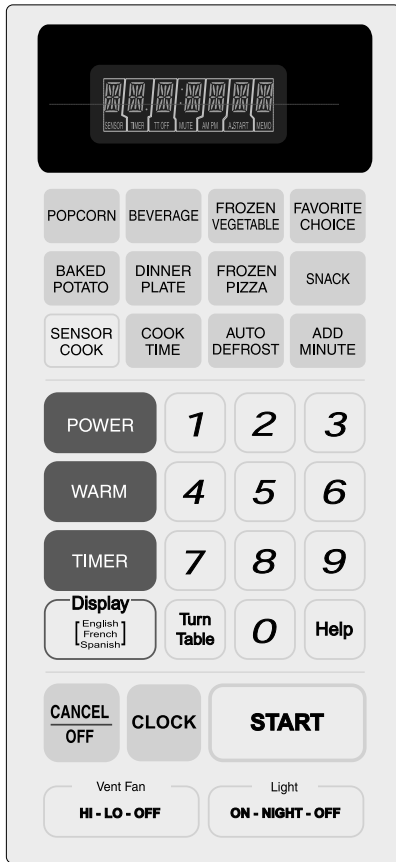 SENSOR TIMER TT OFF MUTE AM PM A.START MEMO
POPCORN BEVERAGE FROZEN VEGETABLE FAVORITE CHOICE
BAKED POTATO DINNER PLATE FROZEN PIZZA SNACK
SENSOR COOK COOK TIME AUTO DEFROST ADD MINUTE
POWER 1 2 3
WARM 4 5 6
TIMER 7 8 9
Display
[English
French
Spanish]
Turn
Table
0
Help
CANCEL
OFF
CLOCK
START
Vent Fan
HI - LO - OFF
Light
ON - NIGHT - OFF